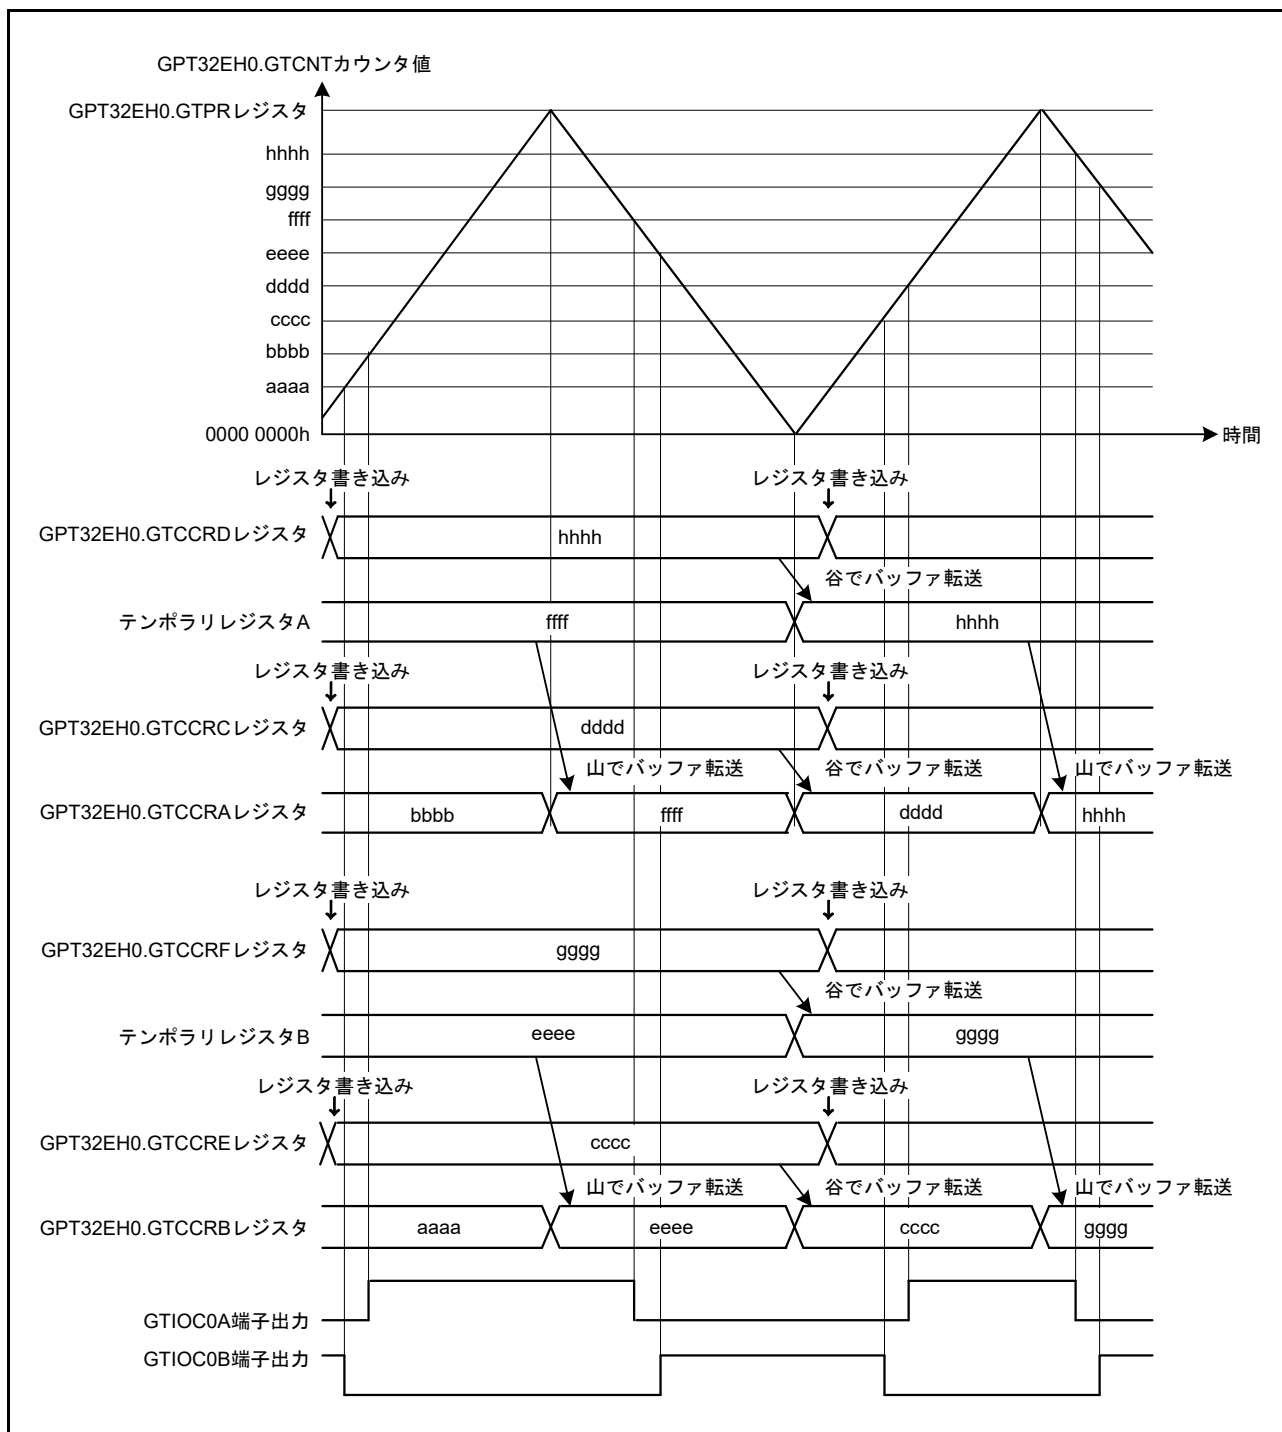 GPT32EH0.GTCNTカウンタ値
GPT32EH0.GTPRレジスタ
hhhh
gggg
ffff
eeee
dddd
cccc
bbbb
aaaa
0000 0000h
時間
レジスタ書き込み
レジスタ書き込み
GPT32EH0.GTCCRDレジスタ
hhhh
谷でバッファ転送
テンポラリレジスタA
ffff
hhhh
レジスタ書き込み
レジスタ書き込み
GPT32EH0.GTCCRCレジスタ
dddd
山でバッファ転送
谷でバッファ転送
山でバッファ転送
GPT32EH0.GTCCRAレジスタ
bbbb
ffff
dddd
hhhh
レジスタ書き込み
レジスタ書き込み
GPT32EH0.GTCCRFレジスタ
gggg
谷でバッファ転送
テンポラリレジスタB
eeee
gggg
レジスタ書き込み
レジスタ書き込み
GPT32EH0.GTCCREレジスタ
cccc
山でバッファ転送
谷でバッファ転送
山でバッファ転送
GPT32EH0.GTCCRBレジスタ
aaaa
eeee
cccc
gggg
GTIOC0A端子出力
GTIOC0B端子出力